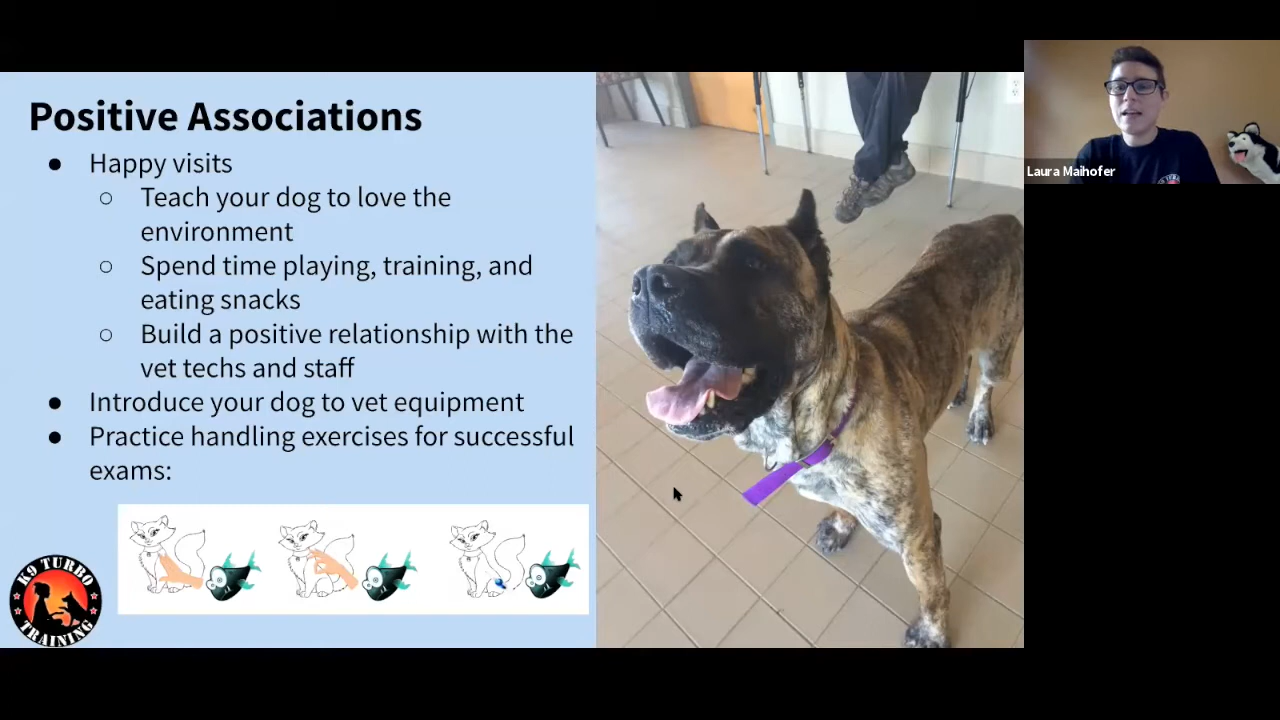 Positive Associations
● Happy visits
○ Teach your dog to love the
environment
○ Spend time playing, training, and
eating snacks
○ Build a positive relationship with the
vet techs and staff
● Introduce your dog to vet equipment
● Practice handling exercises for successful
exams:
K9 TURBO
TRAINING
Laura Maihofer